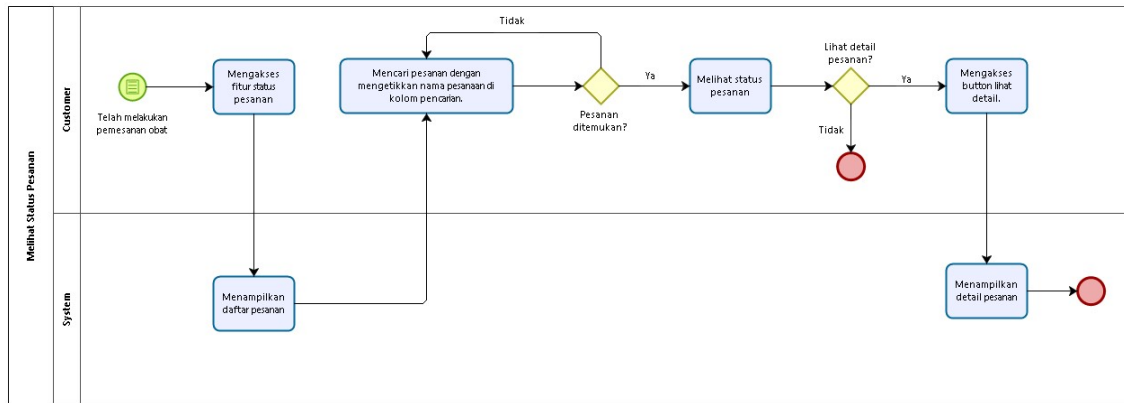 Melihat Status Pesanan
Customer
System
Telah melakukan
pemesanan obat
Mengakses
fitur status
pesanan
Menampilkan
daftar pesanan
Tidak
Mencari pesanan dengan
mengetikkan nama pesanaan di
kolom pencarian.
Pesanan
ditemukan?
Ya
Melihat status
pesanan
Lihat detail
pesanan?
Tidak
Ya
Mengakses
button lihat
detail.
Menampilkan
detail pesanan